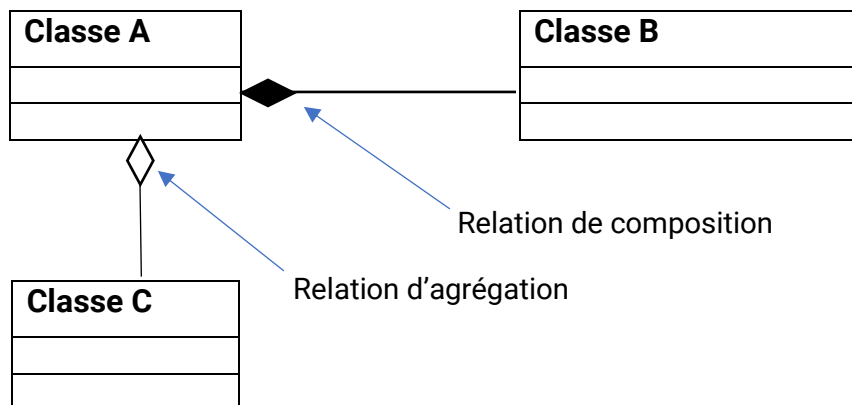 Classe A
Classe B
Relation de composition
Relation d’agrégation
Classe C